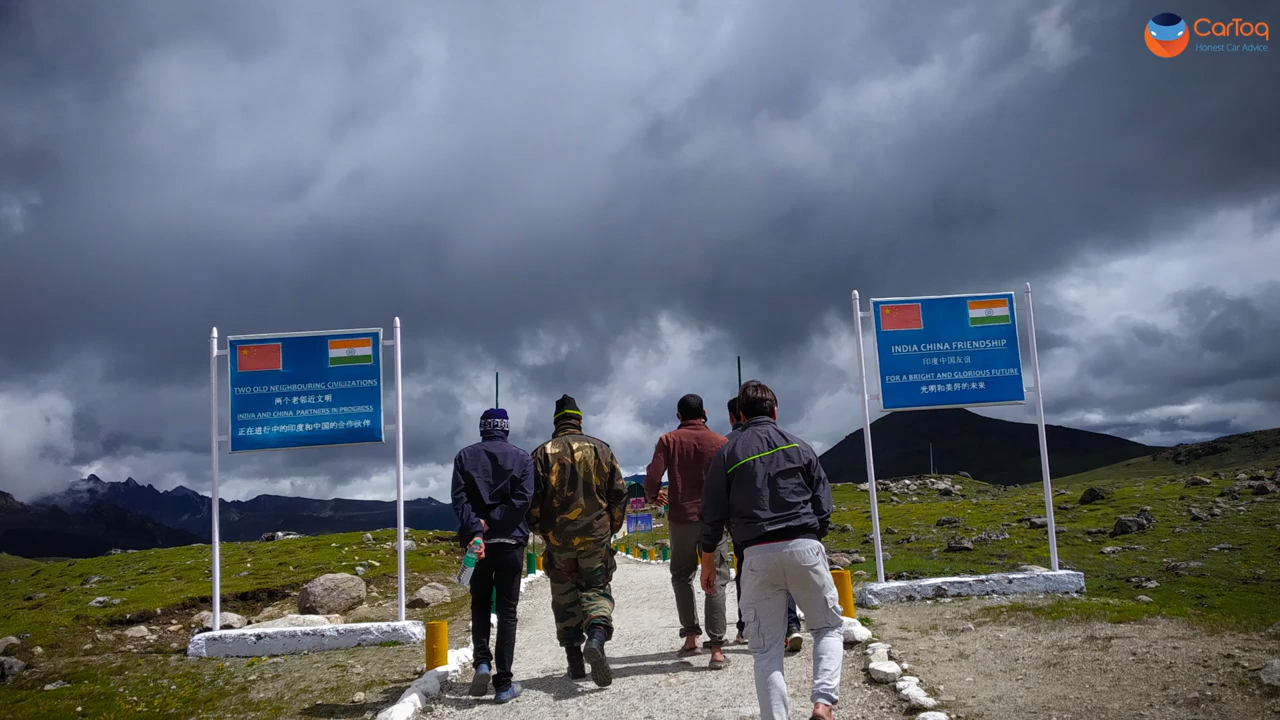 CarToq
Honest Car Advice
TWO OLD NEIGHBOURING CIVILIZATIONS
两个老邻近文明
INDIA AND CHINA PARTNERS IN PROGRESS
正在进行中的印度和中国的合作伙伴
INDIA CHINA FRIENDSHIP
印度中国友谊
FOR A BRIGHT AND GLORIOUS FUTURE
光明和美好的未来